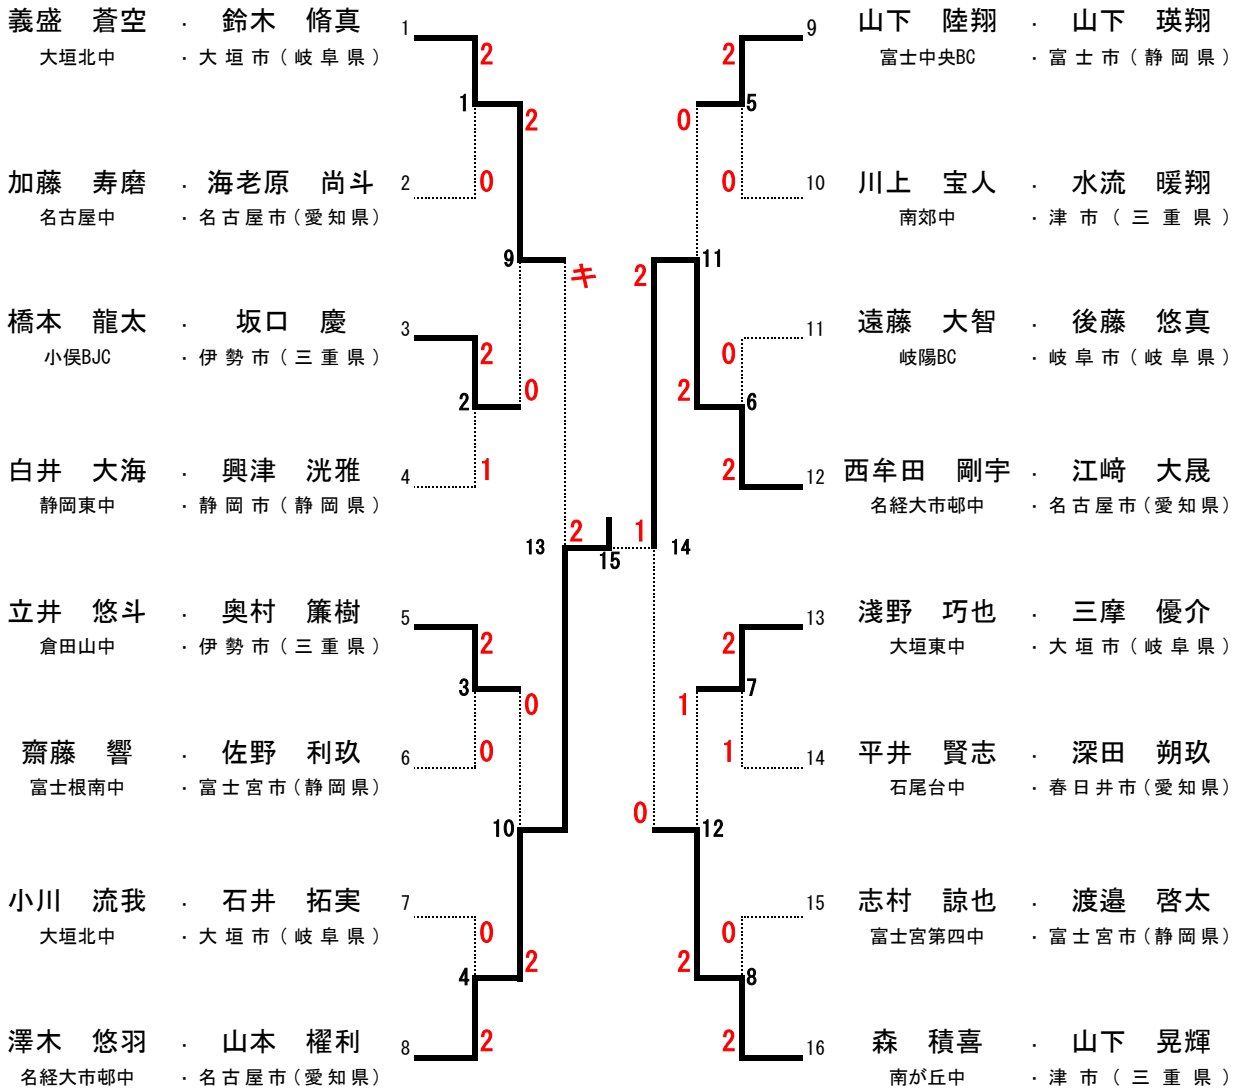 義盛　蒼空 ・ 鈴木　脩真 1
大垣北中 ・大垣市(岐阜県)
2
1
2
加藤　寿磨 ・ 海老原　尚斗 2
0
名古屋中 ・名古屋市(愛知県)
9
キ
橋本　龍太 ・ 坂口　慶 3
小俣BJC ・伊勢市(三重県)
2
0
2
白井　大海 ・ 興津　洸雅 4
1
静岡東中 ・静岡市(静岡県)
13
2
15
立井　悠斗 ・ 奥村　簾樹 5
倉田山中 ・伊勢市(三重県)
2
3
0
齋藤　響 ・ 佐野　利玖 6
0
富士根南中 ・富士宮市(静岡県)
10
小川　流我 ・ 石井　拓実 7
大垣北中 ・大垣市(岐阜県)
0
2
4
澤木　悠羽 ・ 山本　櫂利 8
2
名経大市邨中 ・名古屋市(愛知県)
9 山下　陸翔 ・ 山下　瑛翔
富士中央BC ・富士市(静岡県)
2
5
0
10 川上　宝人 ・ 水流　暖翔
0
南郊中 ・津市(三重県)
11
2
11 遠藤　大智 ・ 後藤　悠真
岐陽BC ・岐阜市(岐阜県)
0
2
6
12 西牟田　剛宇 ・ 江﨑　大晟
2
名経大市邨中 ・名古屋市(愛知県)
1
14
13 淺野　巧也 ・ 三摩　優介
大垣東中 ・大垣市(岐阜県)
2
7
1
14 平井　賢志 ・ 深田　朔玖
1
石尾台中 ・春日井市(愛知県)
0
12
15 志村　諒也 ・ 渡邉　啓太
富士宮第四中 ・富士宮市(静岡県)
0
2
8
16 森　積喜 ・ 山下　晃輝
2
南が丘中 ・津市(三重県)